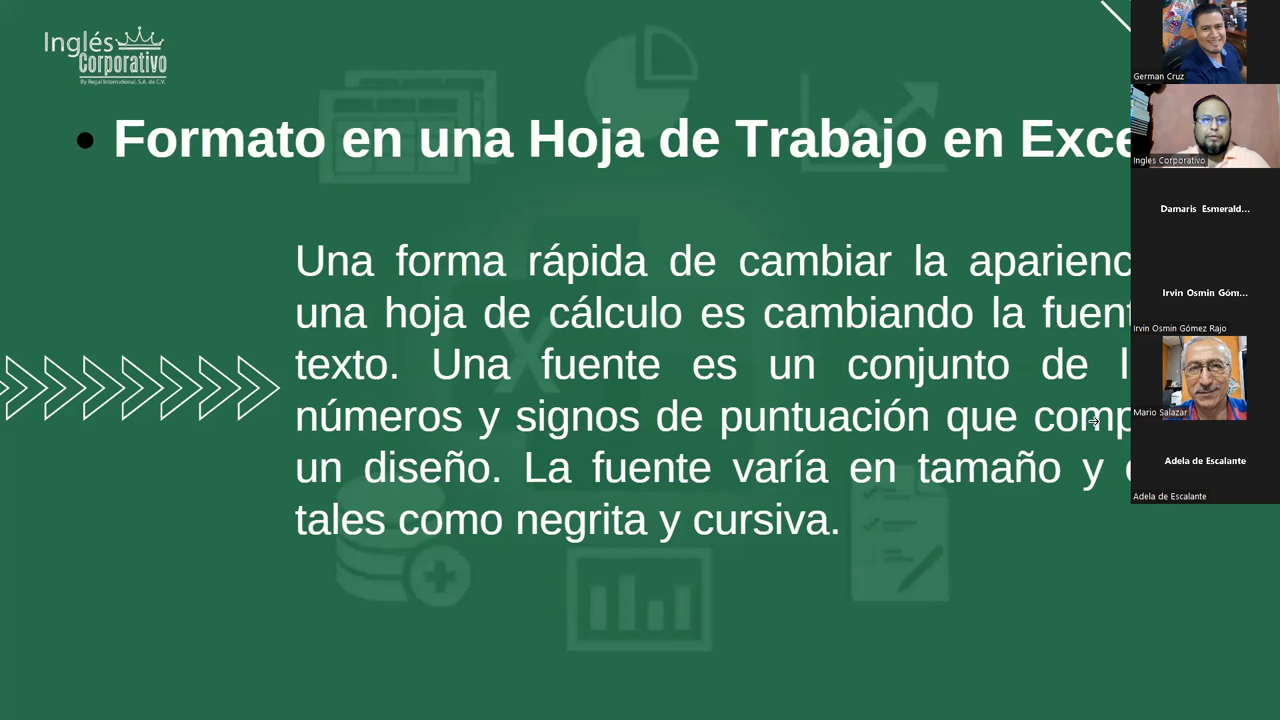 Inglés
Corporativo
By Regal International, S.A. de C.V.
• Formato en una Hoja de Trabajo en Exce
Una forma rápida de cambiar la aparienc
una hoja de cálculo es cambiando la fuent
texto. Una fuente es un conjunto de l
números y signos de puntuación que comp
un diseño. La fuente varía en tamaño y
tales como negrita y cursiva.
German Cruz
Ingles Corporativo
Damaris Esmerald...
Irvin Osmin Góm...
Irvin Osmin Gómez Rajo
Mario Salazar
Adela de Escalante
Adela de Escalante